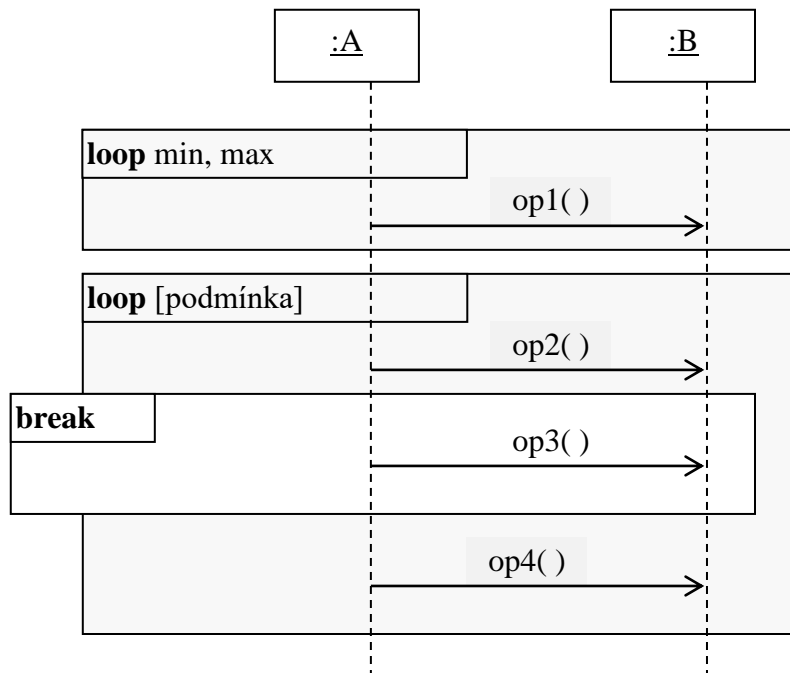 :A
:B
loop min, max
op1( )
loop [podmínka]
op2( )
break
op3( )
op4( )